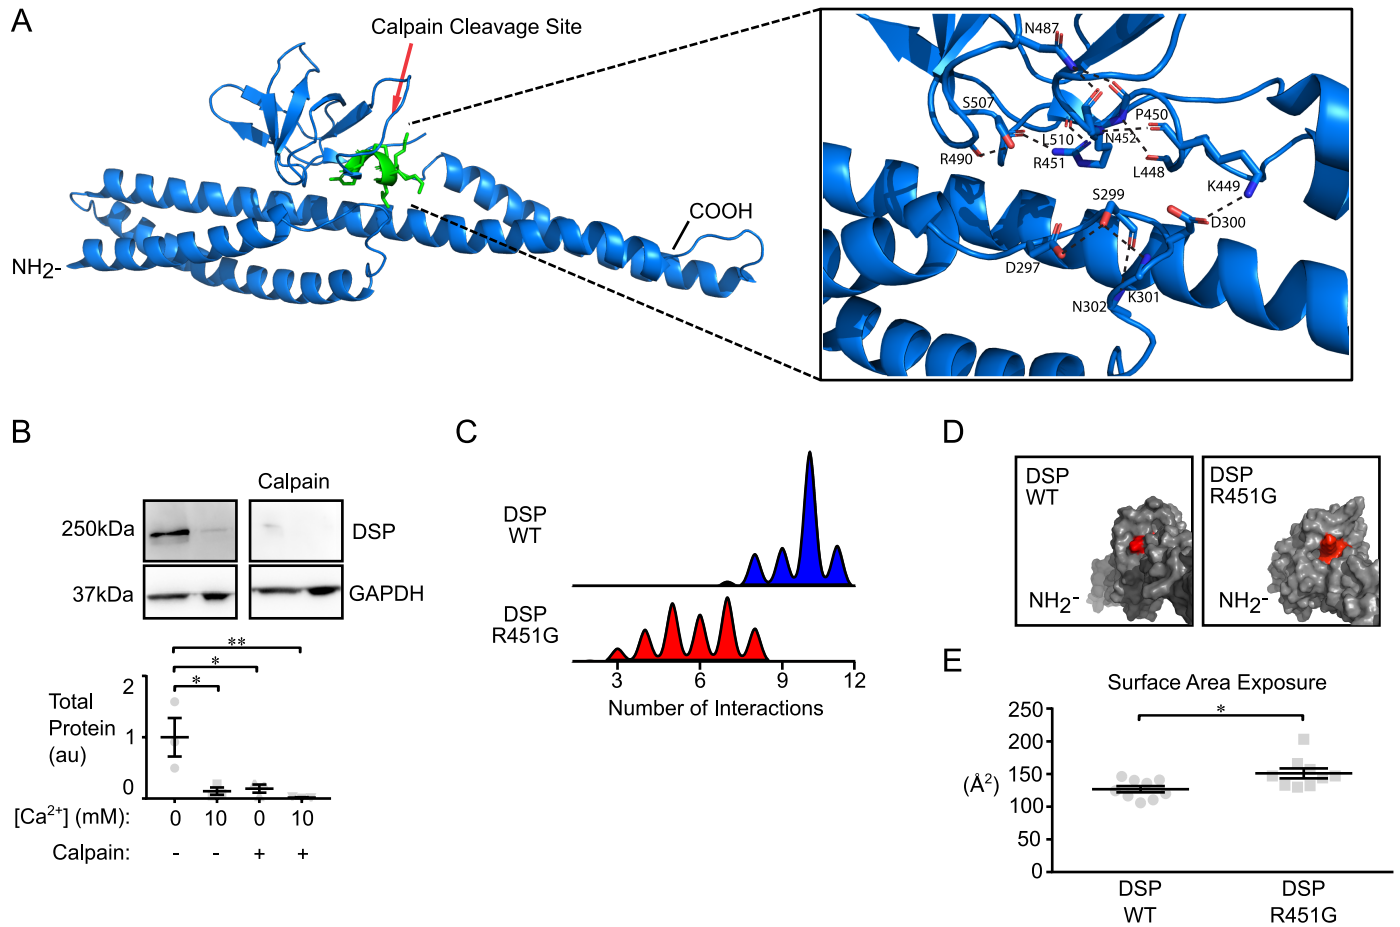 A
Calpain Cleavage Site
NH2-
COOH
N487
S507
P450
L510
N452
R490
R451
L448
K449
S299
D300
D297
K301
N302
B
Calpain
250kDa
DSP
37kDa
GAPDH
**
*
*
2
Total
Protein
(au)
1
0
[Ca2+] (mM):
0
10
0
10
Calpain:
-
-
+
+
C
DSP
WT
DSP
R451G
3
6
9
12
Number of Interactions
D
DSP
WT
NH2-
DSP
R451G
NH2-
E
Surface Area Exposure
*
250
200
(Å2)
150
100
50
0
DSP
WT
DSP
R451G